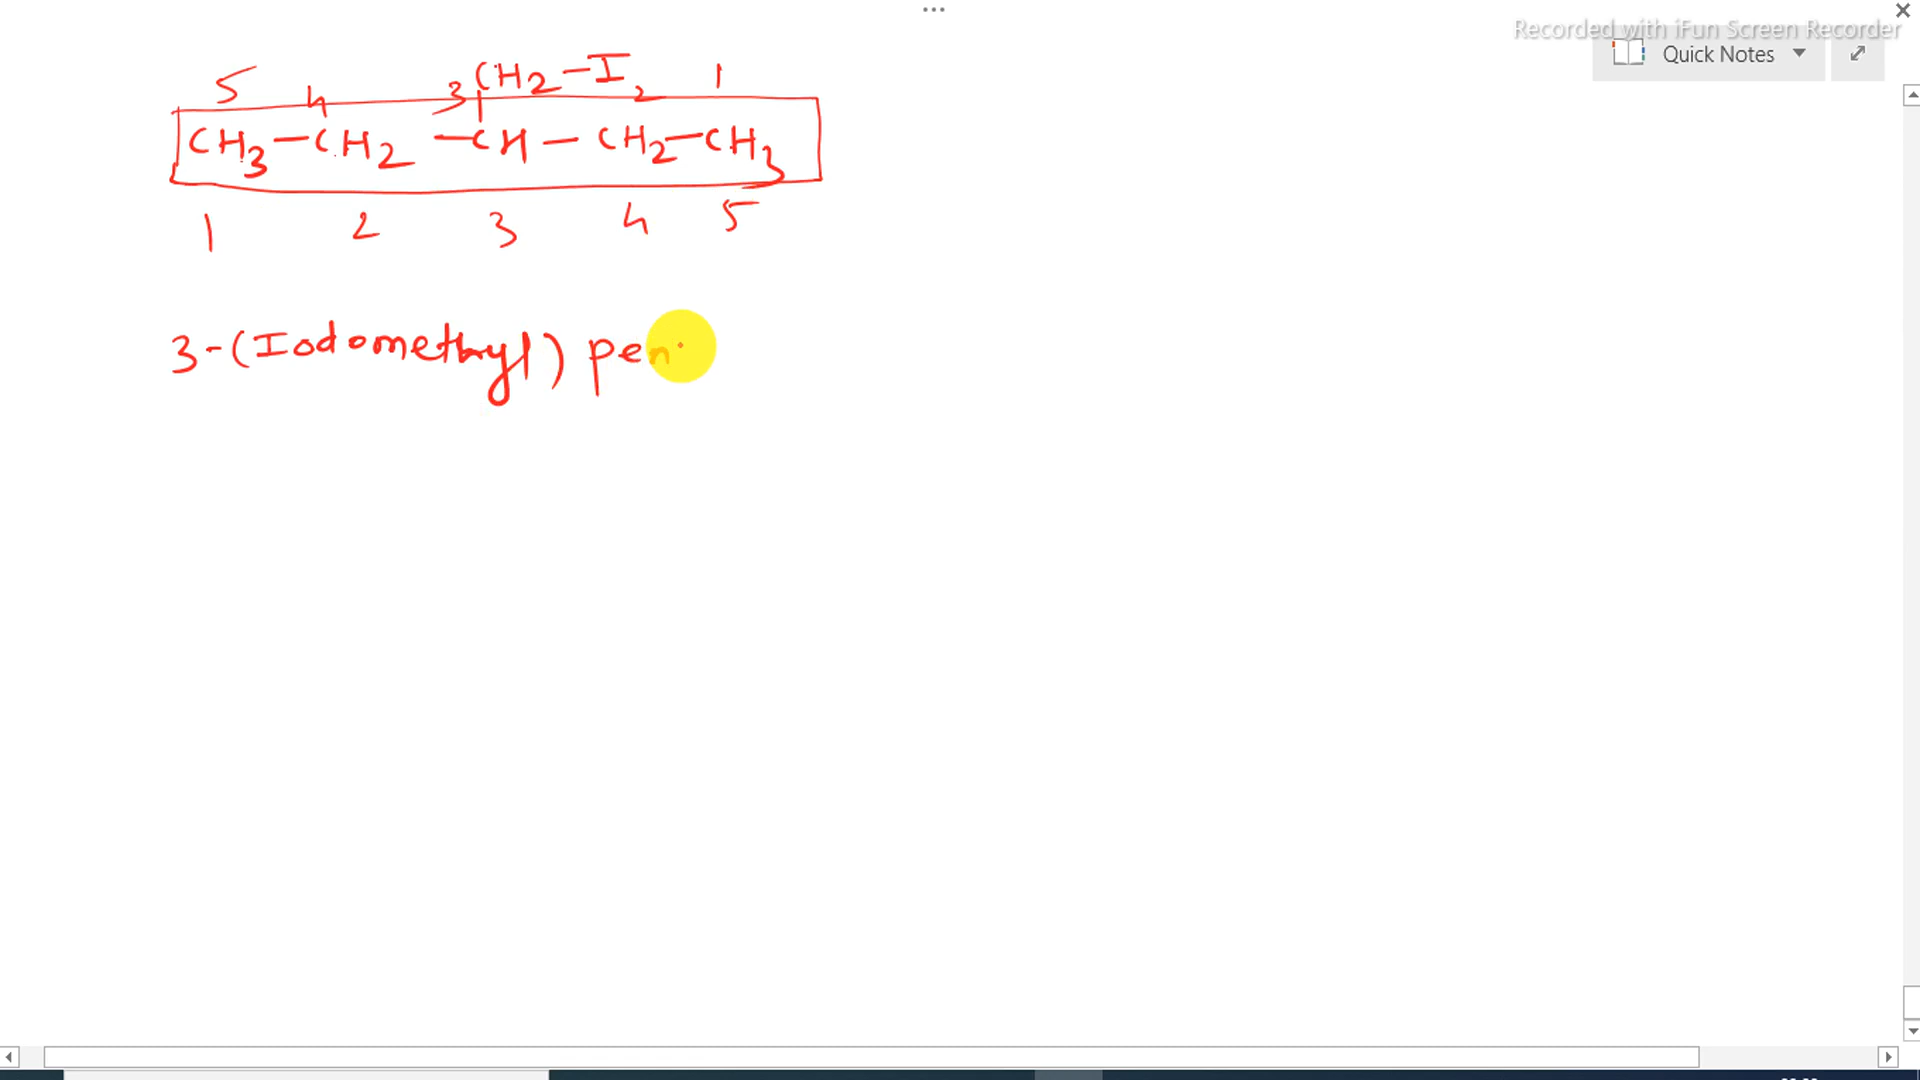 Recorded with iFun Screen Recorder
Quick Notes
CH2-I
5 4 3 2 1
CH3-CH2-CH-CH2-CH3
1 2 3 4 5
3-(Iodomethyl) pen